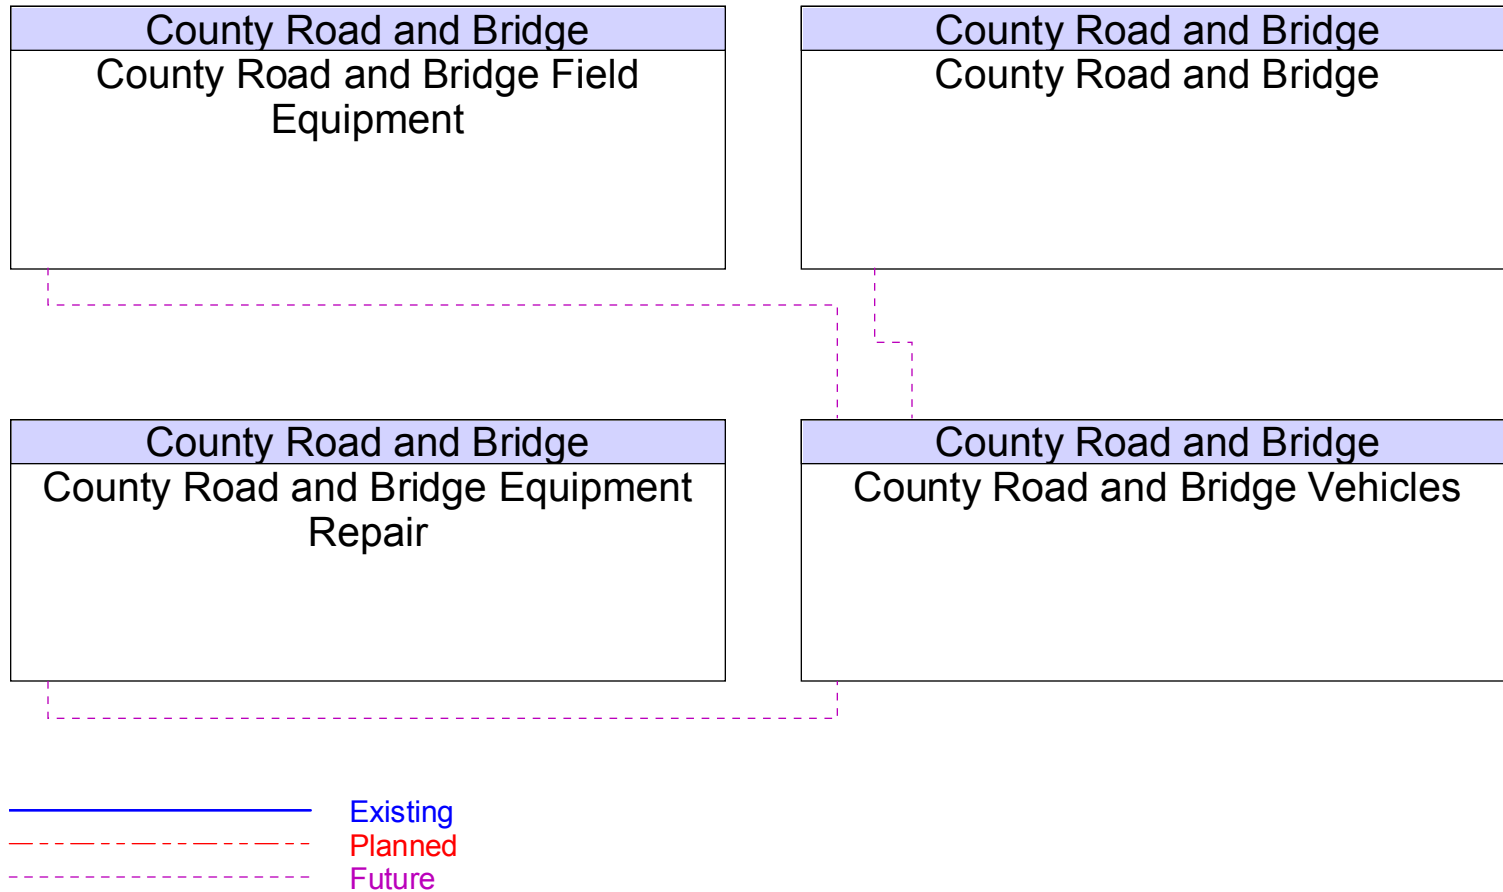 County Road and Bridge
County Road and Bridge Field
Equipment
County Road and Bridge
County Road and Bridge
County Road and Bridge
County Road and Bridge Equipment
Repair
County Road and Bridge
County Road and Bridge Vehicles
Existing
Planned
Future